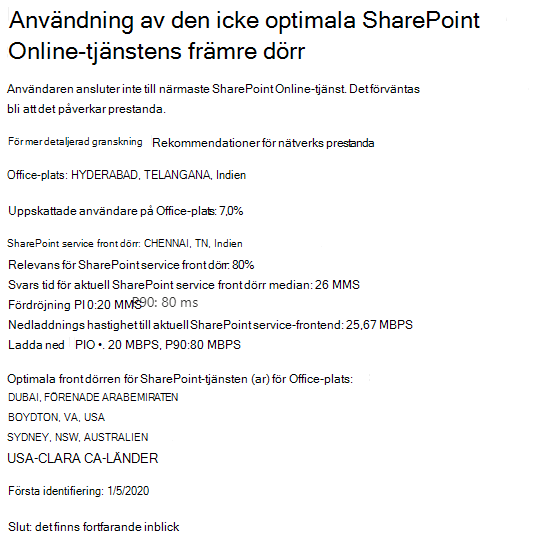 Användning av den icke optimala SharePoint
Online-tjänstens främre dörr
Användaren ansluter inte till närmaste SharePoint Online-tjänst. Det förväntas
bli att det påverkar prestanda.
För mer detaljerad granskning Rekommendationer för nätverks prestanda
Office-plats: HYDERABAD, TELANGANA, Indien
Uppskattade användare på Office-plats: 7,0%
SharePoint service front dörr: CHENNAI, TN, Indien
Relevans för SharePoint service front dörr: 80%
Svars tid för aktuell SharePoint service front dörr median: 26 MMS
Fördröjning PI 0:20 MMS P90: 80 ms
Nedladdnings hastighet till aktuell SharePoint service-frontend: 25,67 MBPS
Ladda ned PIO •. 20 MBPS, P90:80 MBPS
Optimala front dörren för SharePoint-tjänsten (ar) för Office-plats:
DUBAI, FÖRENADE ARABEMIRATEN
BOYDTON, VA, USA
SYDNEY, NSW, AUSTRALIEN
USA-CLARA CA-LÄNDER
Första identifiering: 1/5/2020
Slut: det finns fortfarande inblick